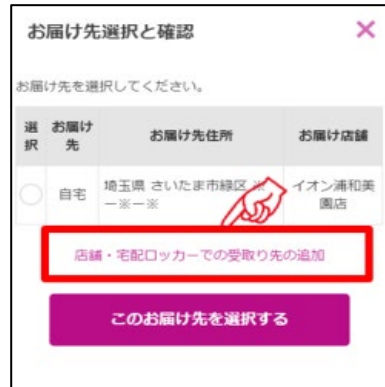 お届け先選択と確認 ×
お届け先を選択してください。
選択 お届け先 お届け先住所 お届け店舗
自宅 埼玉県 さいたま市緑区 ※ー※ー※ イオン浦和美園店
店舗・宅配ロッカーでの受取り先の追加
このお届け先を選択する